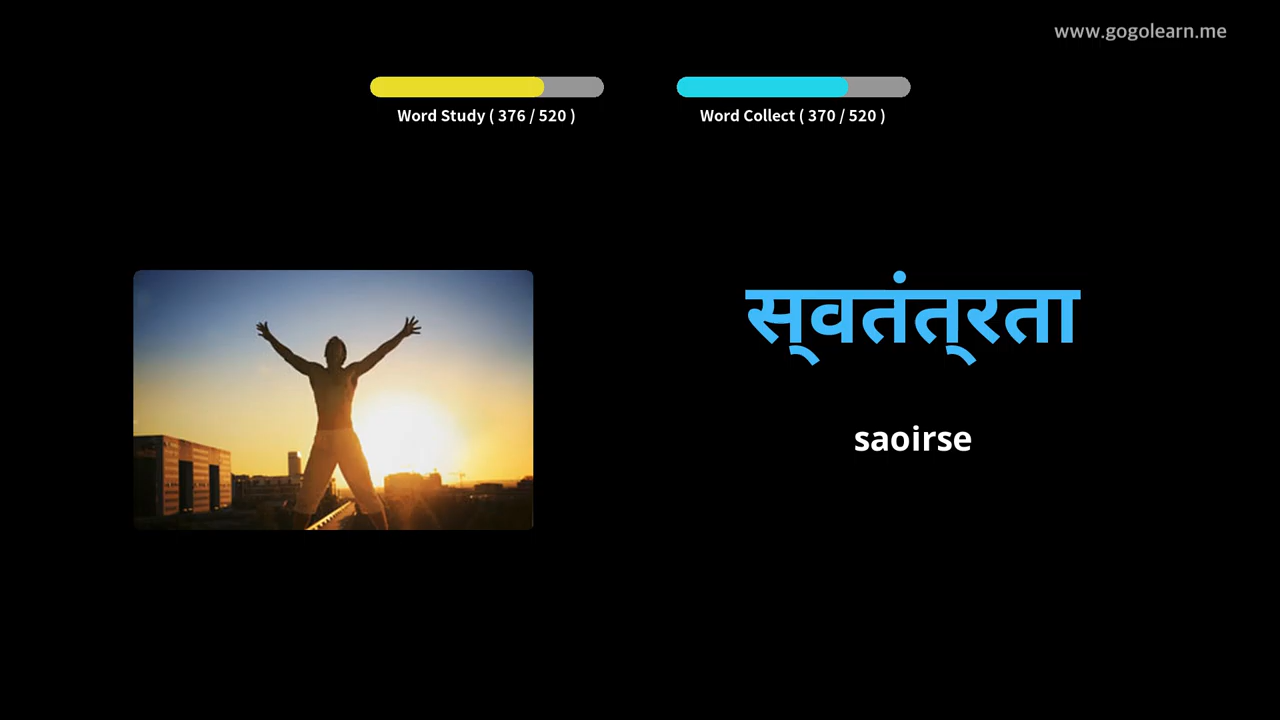 www.gogolearn.me
Word Study ( 376 / 520 )
Word Collect ( 370 / 520 )
स्वतंत्रता
saoirse